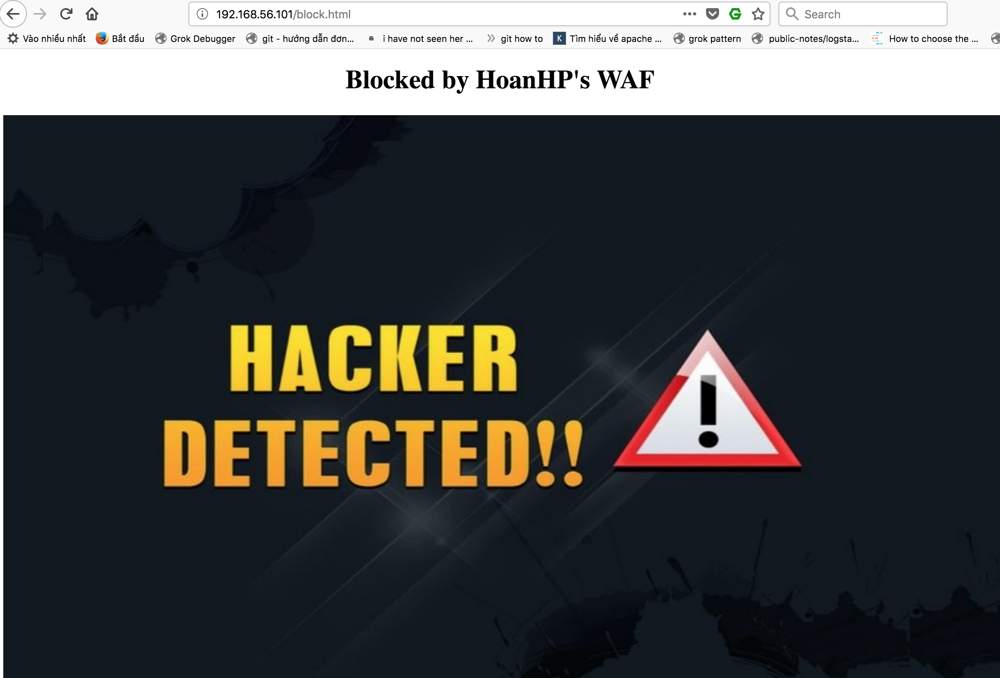 192.168.56.101/block.html
Search
Vào nhiều nhất
Bắt đầu
Grok Debugger
git - hướng dẫn đơn...
i have not seen her ...
git how to
K
Tìm hiểu về apache ...
grok pattern
public-notes/logsta...
How to choose the ...
Blocked by HoanHP's WAF
HACKER
DETECTED!!